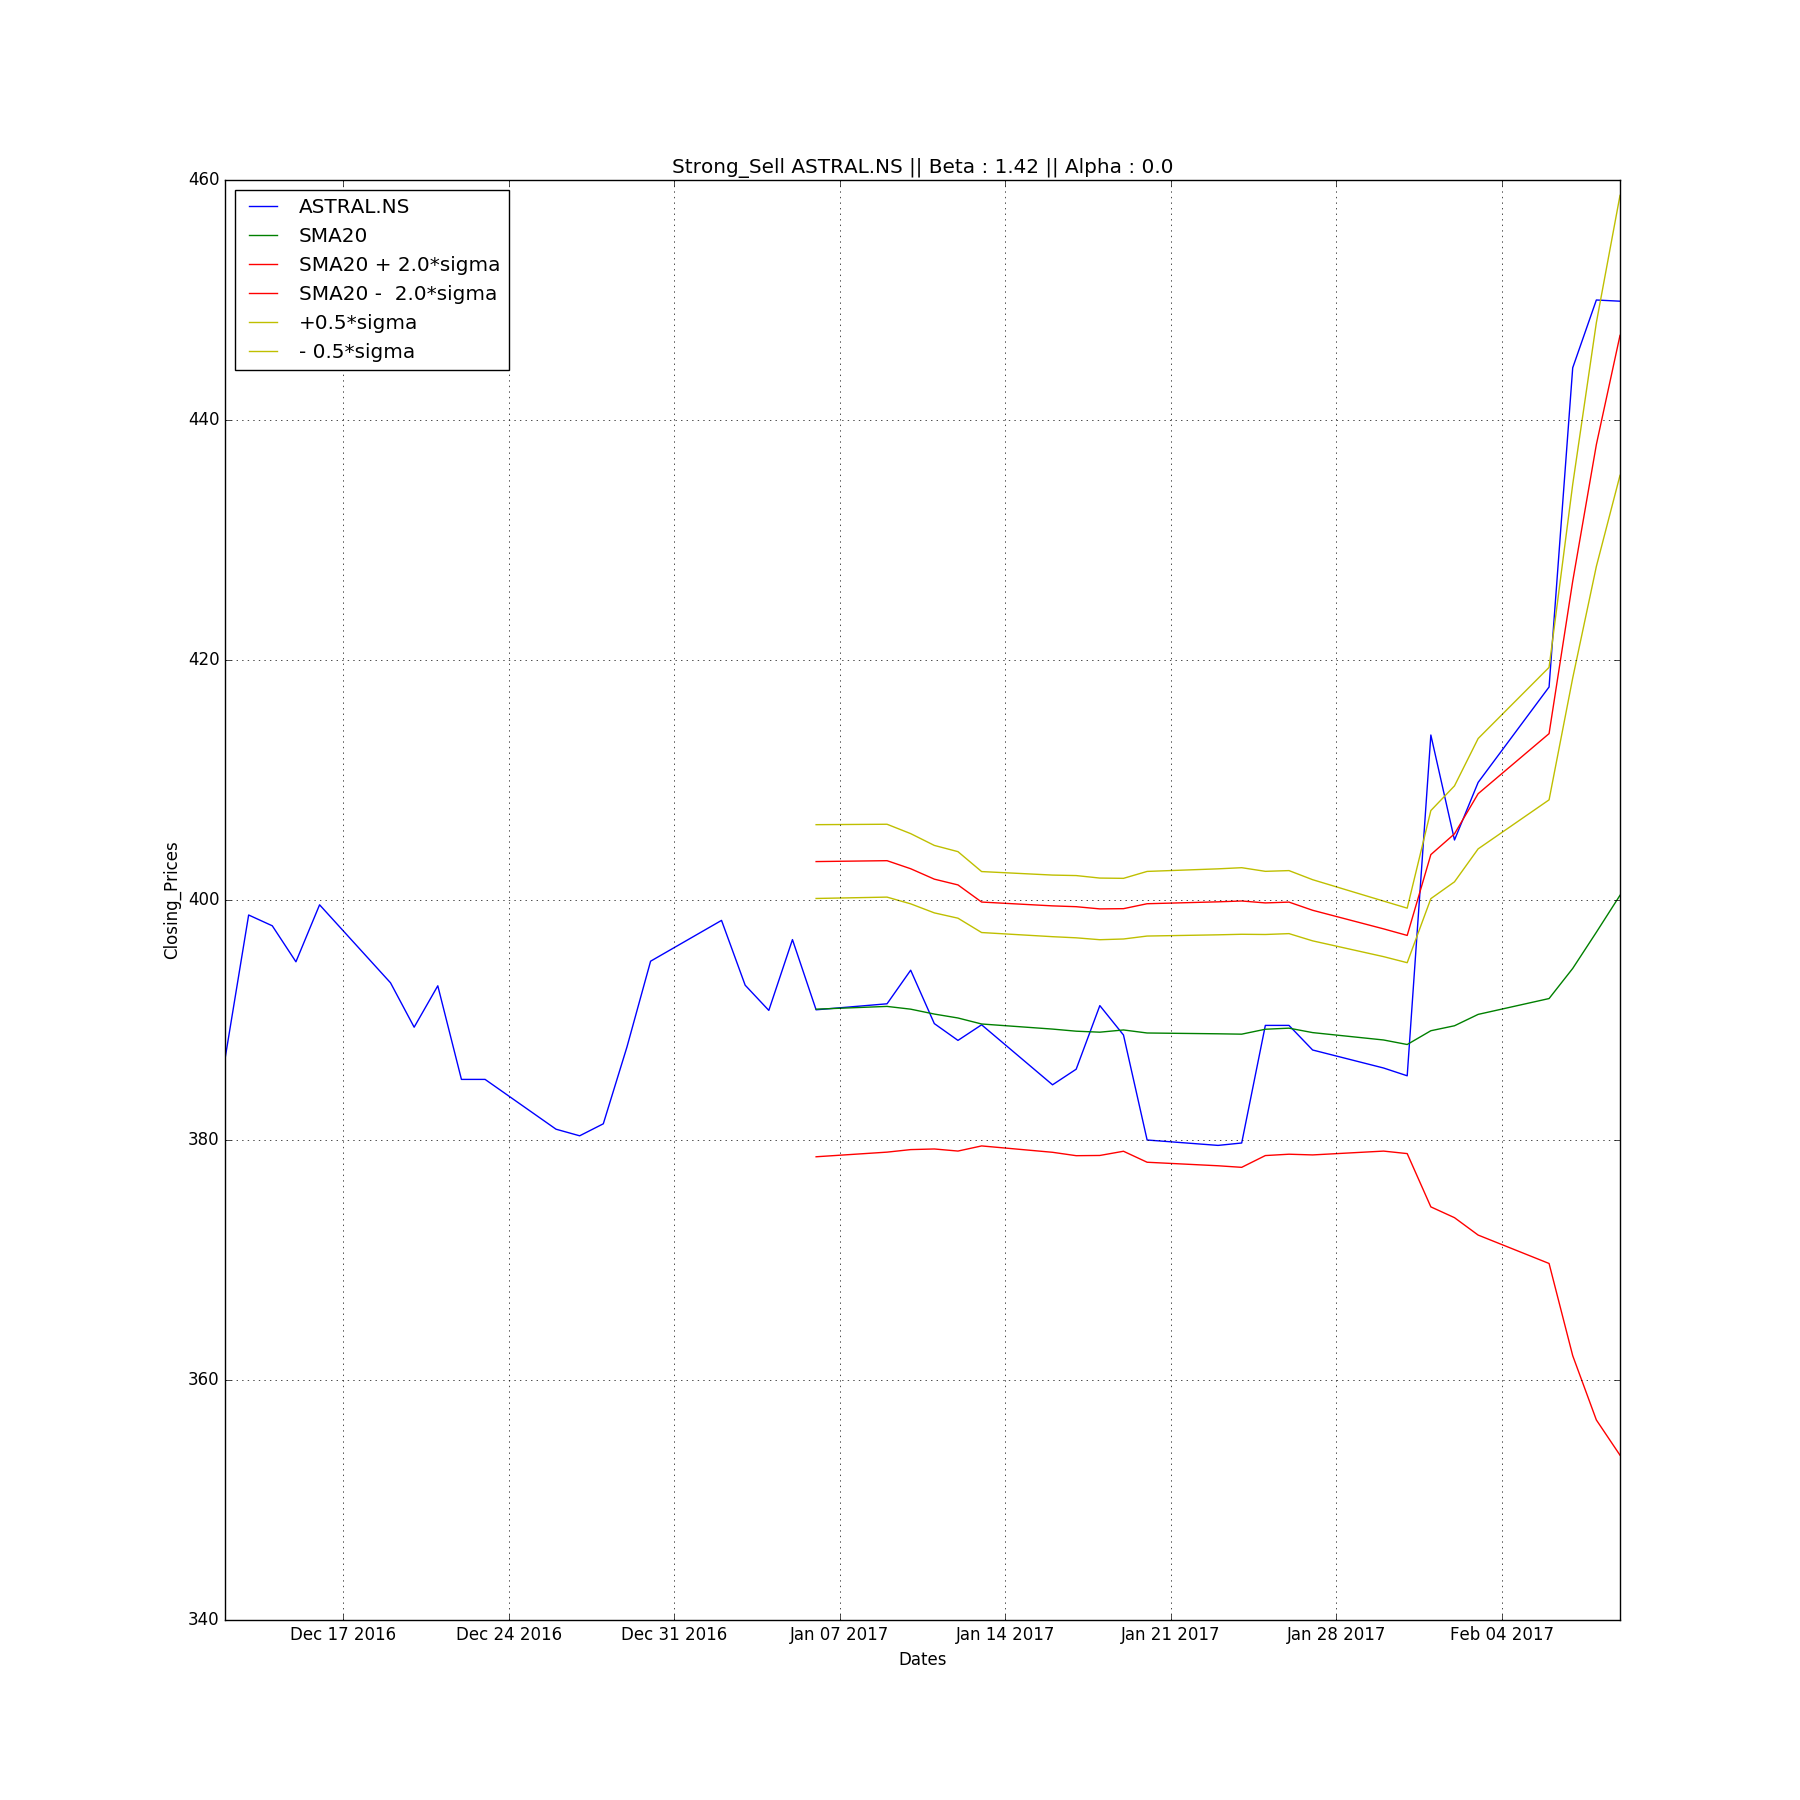 Strong_Sell ASTRAL.NS || Beta : 1.42 || Alpha : 0.0
ASTRAL.NS
SMA20
SMA20 + 2.0*sigma
SMA20 -  2.0*sigma
+0.5*sigma
- 0.5*sigma
460
440
420
400
380
360
340
Closing_Prices
Dec 17 2016 Dec 24 2016 Dec 31 2016 Jan 07 2017 Jan 14 2017 Jan 21 2017 Jan 28 2017 Feb 04 2017
Dates